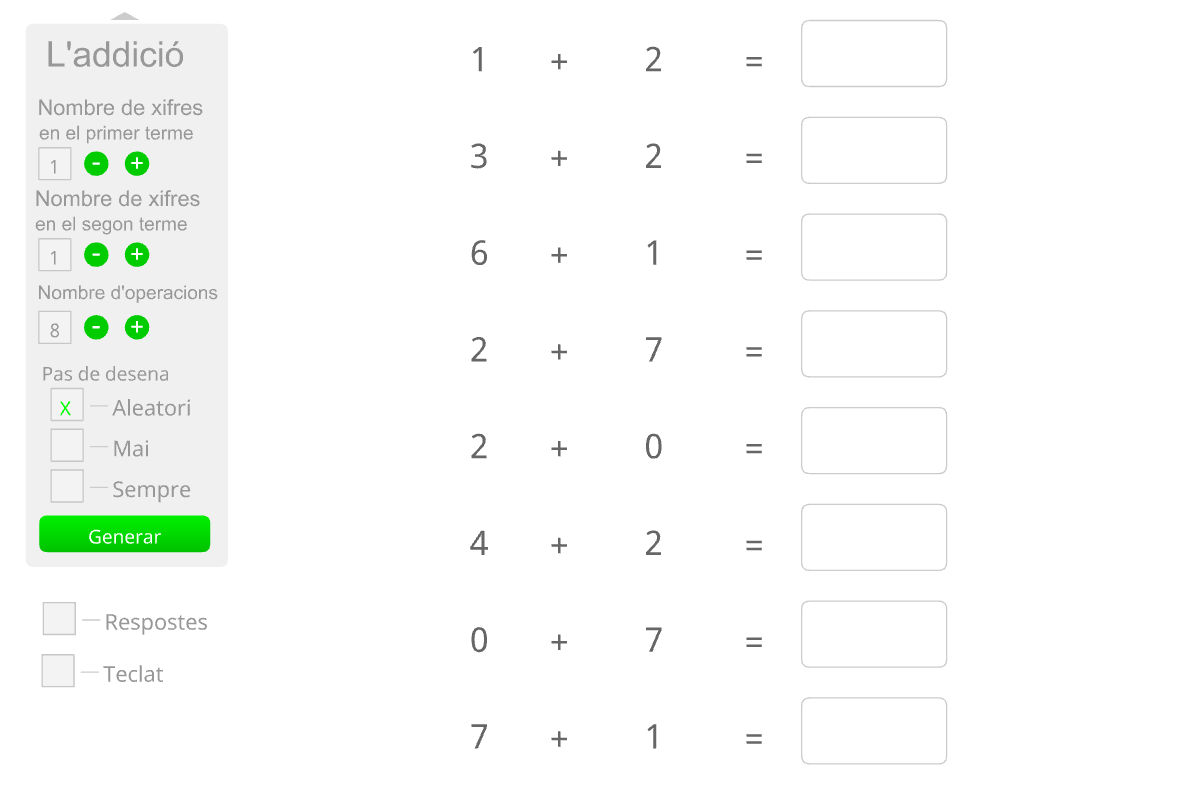 L'addició
Nombre de xifres
en el primer terme
1 - +
Nombre de xifres
en el segon terme
1 - +
Nombre d'operacions
8 - +
Pas de desena
x Aleatori
Mai
Sempre
Generar
Respostes
Teclat
1 + 2 =
3 + 2 =
6 + 1 =
2 + 7 =
2 + 0 =
4 + 2 =
0 + 7 =
7 + 1 =